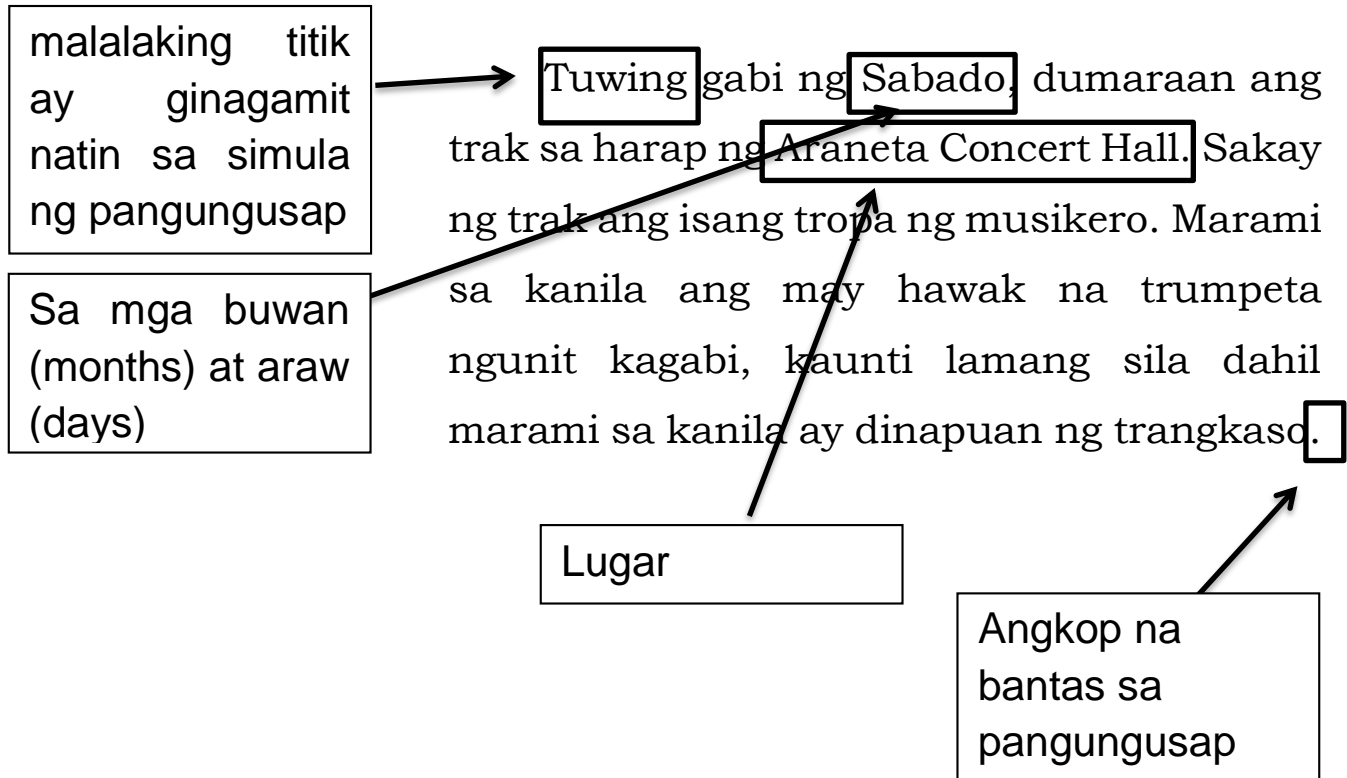 malalaking titik
ay ginagamit
natin sa simula
ng pangungusap
Sa mga buwan
(months) at araw
(days)
Tuwing gabi ng Sabado, dumaraan ang
trak sa harap ng Araneta Concert Hall. Sakay
ng trak ang isang tropa ng musikero. Marami
sa kanila ang may hawak na trumpeta
ngunit kagabi, kaunti lamang sila dahil
marami sa kanila ay dinapuan ng trangkaso.
Lugar
Angkop na
bantas sa
pangungusap